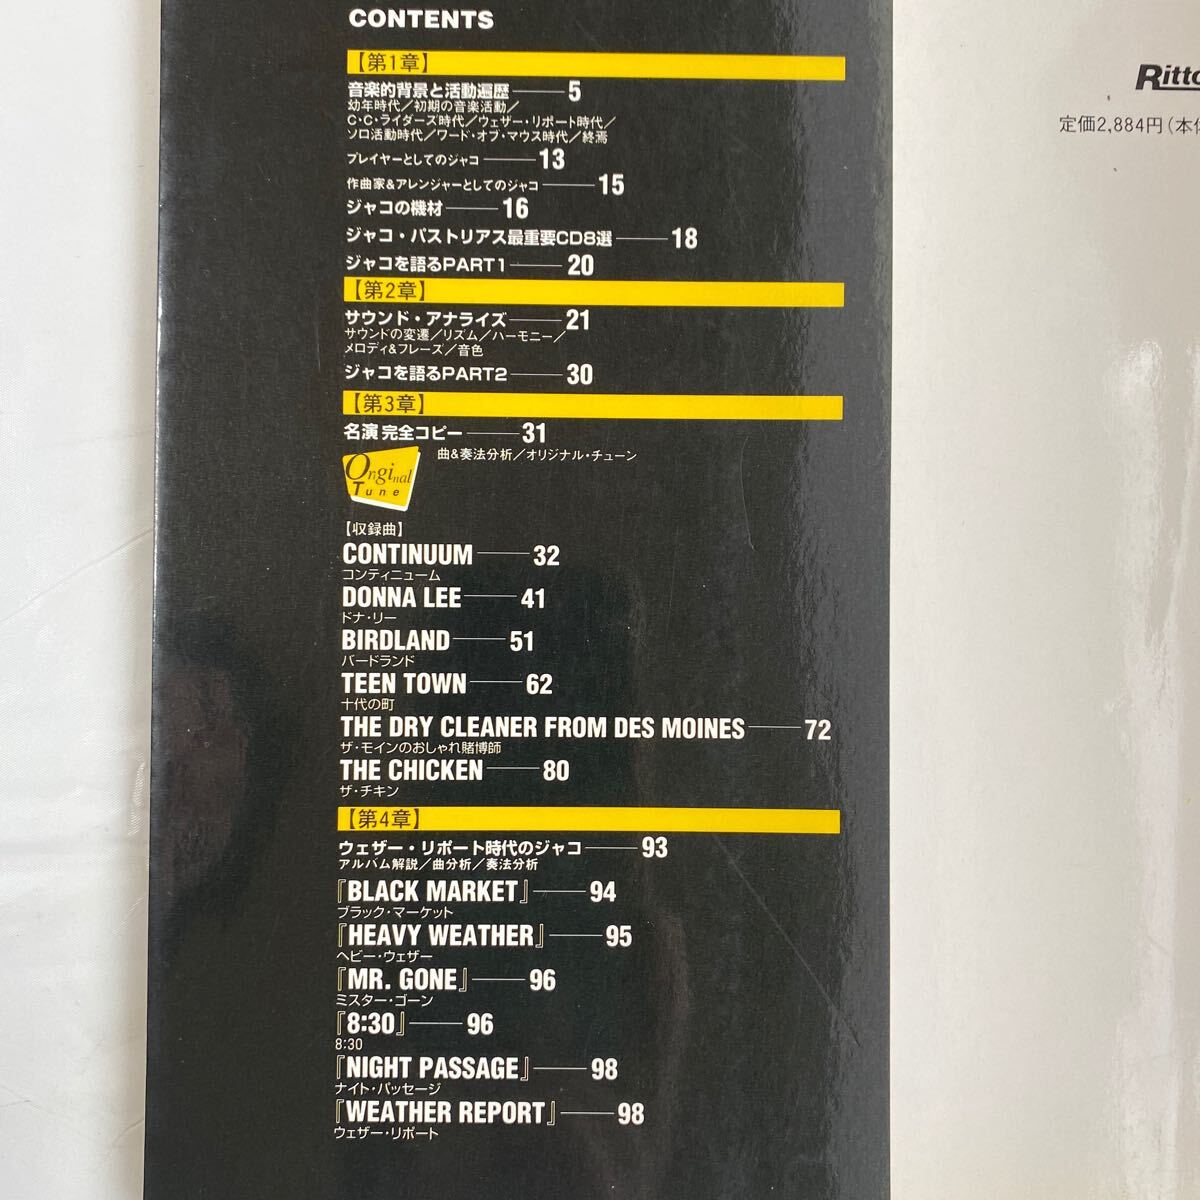 CONTENTS
【第1章】
音楽的背景と活動遍歴 5
幼年時代／初期の音楽活動／
C・C・ライダーズ時代／ウェザー・リポート時代／
ソロ活動時代／ワード・オブ・マウス時代／終焉
プレイヤーとしてのジャコ 13
作曲家&アレンジャーとしてのジャコ 15
ジャコの機材 16
ジャコ・パストリアス最重要CD8選 18
ジャコを語るPART1 20
【第2章】
サウンド・アナライズ 21
サウンドの変遷／リズム／ハーモニー／
メロディ&フレーズ／音色
ジャコを語るPART2 30
【第3章】
名演 完全コピー 31
曲&奏法分析／オリジナル・チューン
Original
Tune
【収録曲】
CONTINUUM 32
コンティニューム
DONNA LEE 41
ドナ・リー
BIRDLAND 51
バードランド
TEEN TOWN 62
十代の町
THE DRY CLEANER FROM DES MOINES 72
ザ・モインのおしゃれ賭博師
THE CHICKEN 80
ザ・チキン
【第4章】
ウェザー・リポート時代のジャコ 93
アルバム解説／曲分析／奏法分析
『BLACK MARKET』 94
ブラック・マーケット
『HEAVY WEATHER』 95
ヘビー・ウェザー
『MR. GONE』 96
ミスター・ゴーン
『8:30』 96
8:30
『NIGHT PASSAGE』 98
ナイト・パッセージ
『WEATHER REPORT』 98
ウェザー・リポート
Ritto
定価2,884円（本体